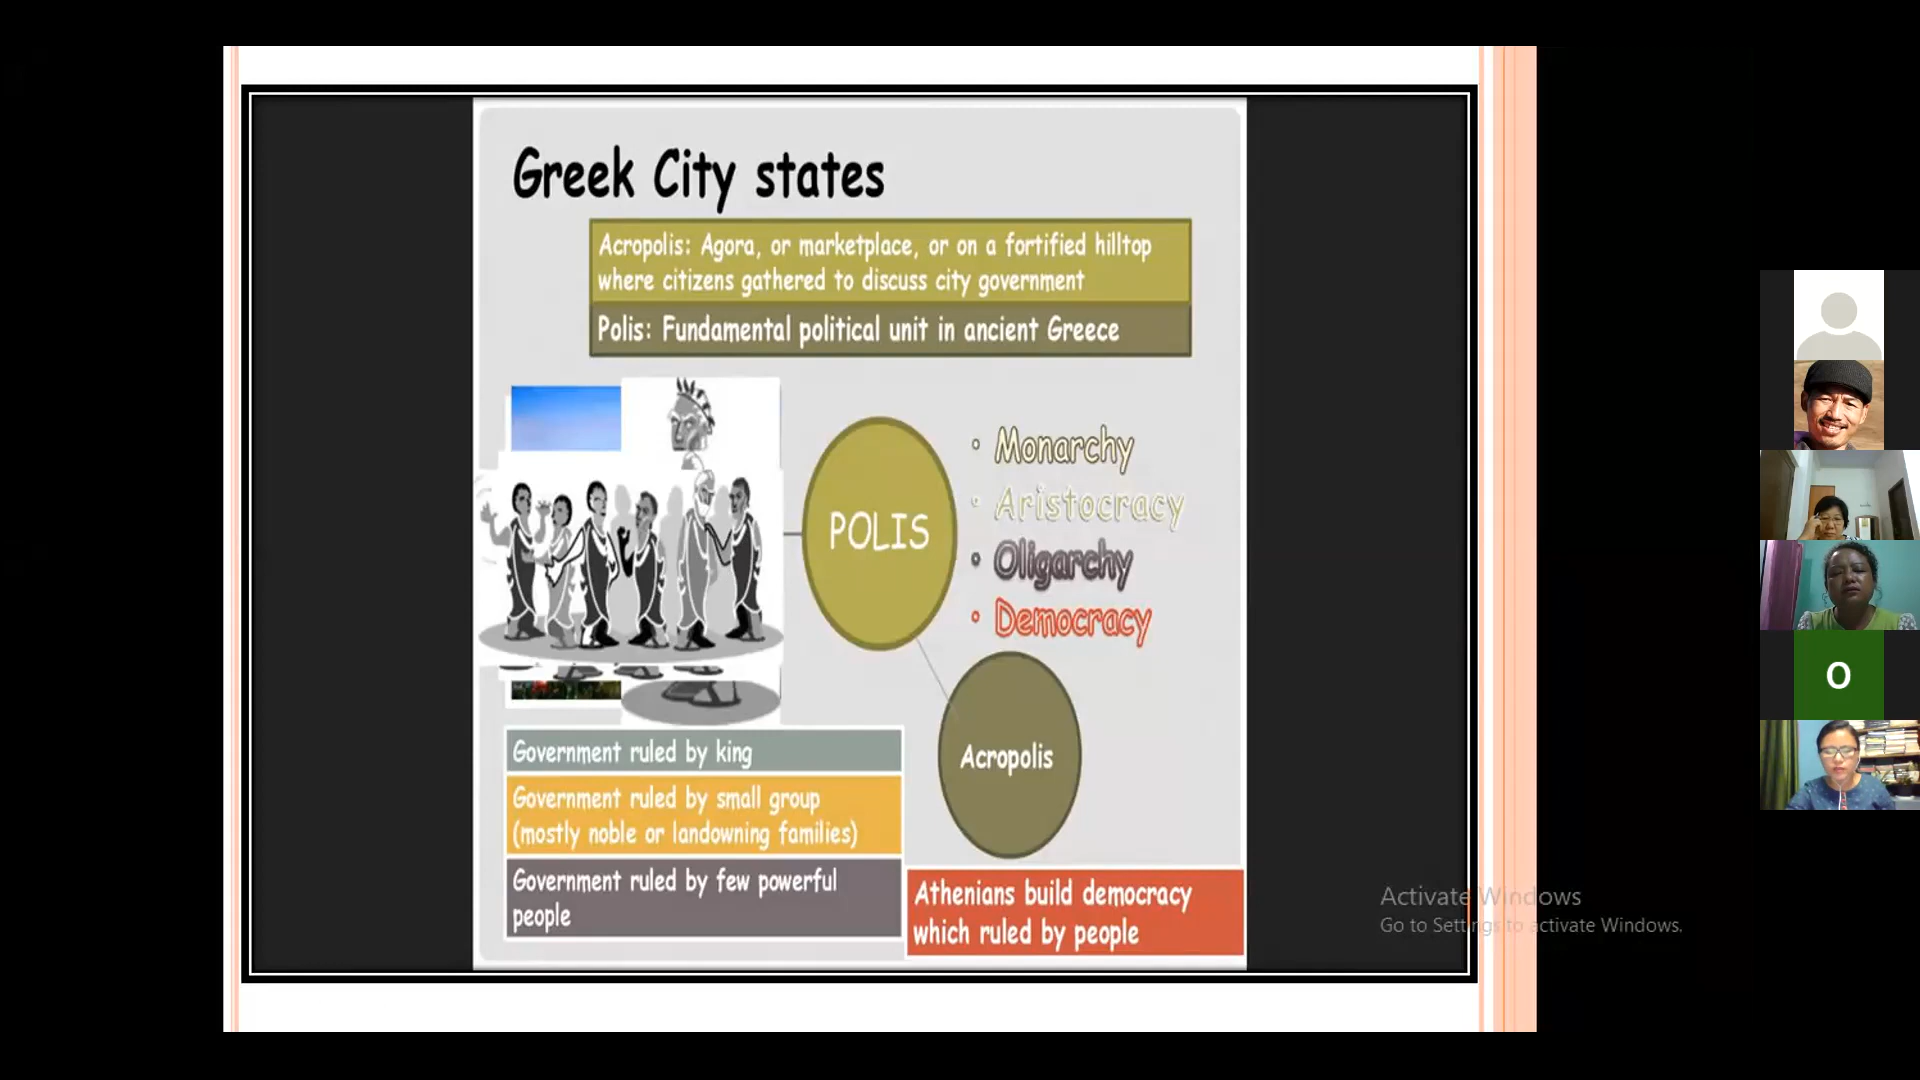 Greek City states
Acropolis: Agora, or marketplace, or on a fortified hilltop
where citizens gathered to discuss city government
Polis: Fundamental political unit in ancient Greece
POLIS
• Monarchy
• Aristocracy
• Oligarchy
• Democracy
Acropolis
Government ruled by king
Government ruled by small group
(mostly noble or landowning families)
Government ruled by few powerful
people
Athenians build democracy
which ruled by people
O
Activate Windows
Go to Settings to activate Windows.